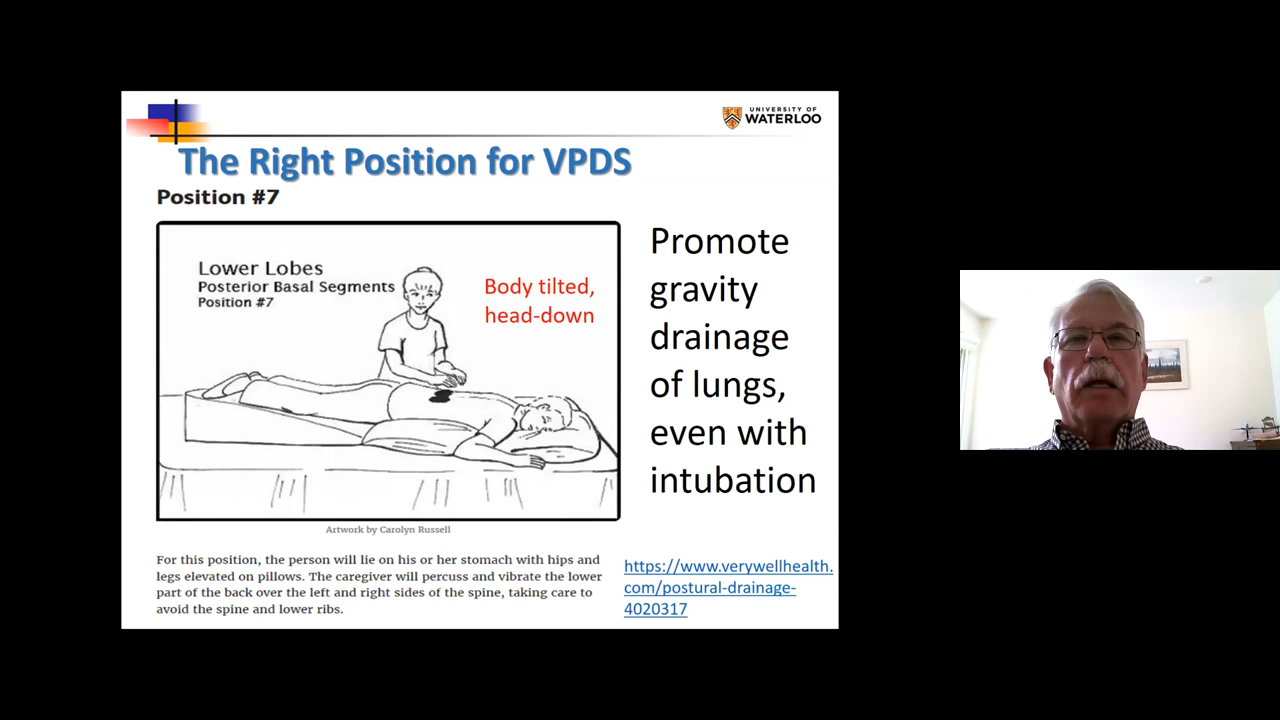 UNIVERSITY OF
WATERLOO
The Right Position for VPDS
Position #7
Lower Lobes
Posterior Basal Segments
Position #7
Body tilted,
head-down
Artwork by Carolyn Russell
For this position, the person will lie on his or her stomach with hips and
legs elevated on pillows. The caregiver will percuss and vibrate the lower
part of the back over the left and right sides of the spine, taking care to
avoid the spine and lower ribs.
Promote
gravity
drainage
of lungs,
even with
intubation
https://www.verywellhealth.
com/postural-drainage-
4020317